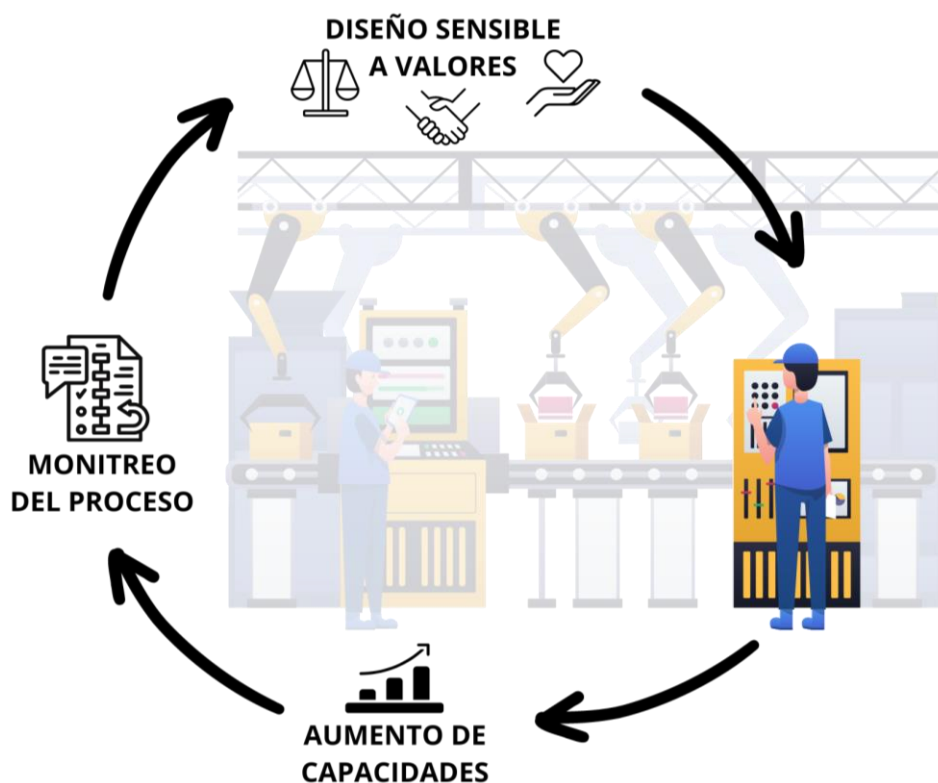 DISEÑO SENSIBLE
A VALORES
MONITREO
DEL PROCESO
AUMENTO DE
CAPACIDADES